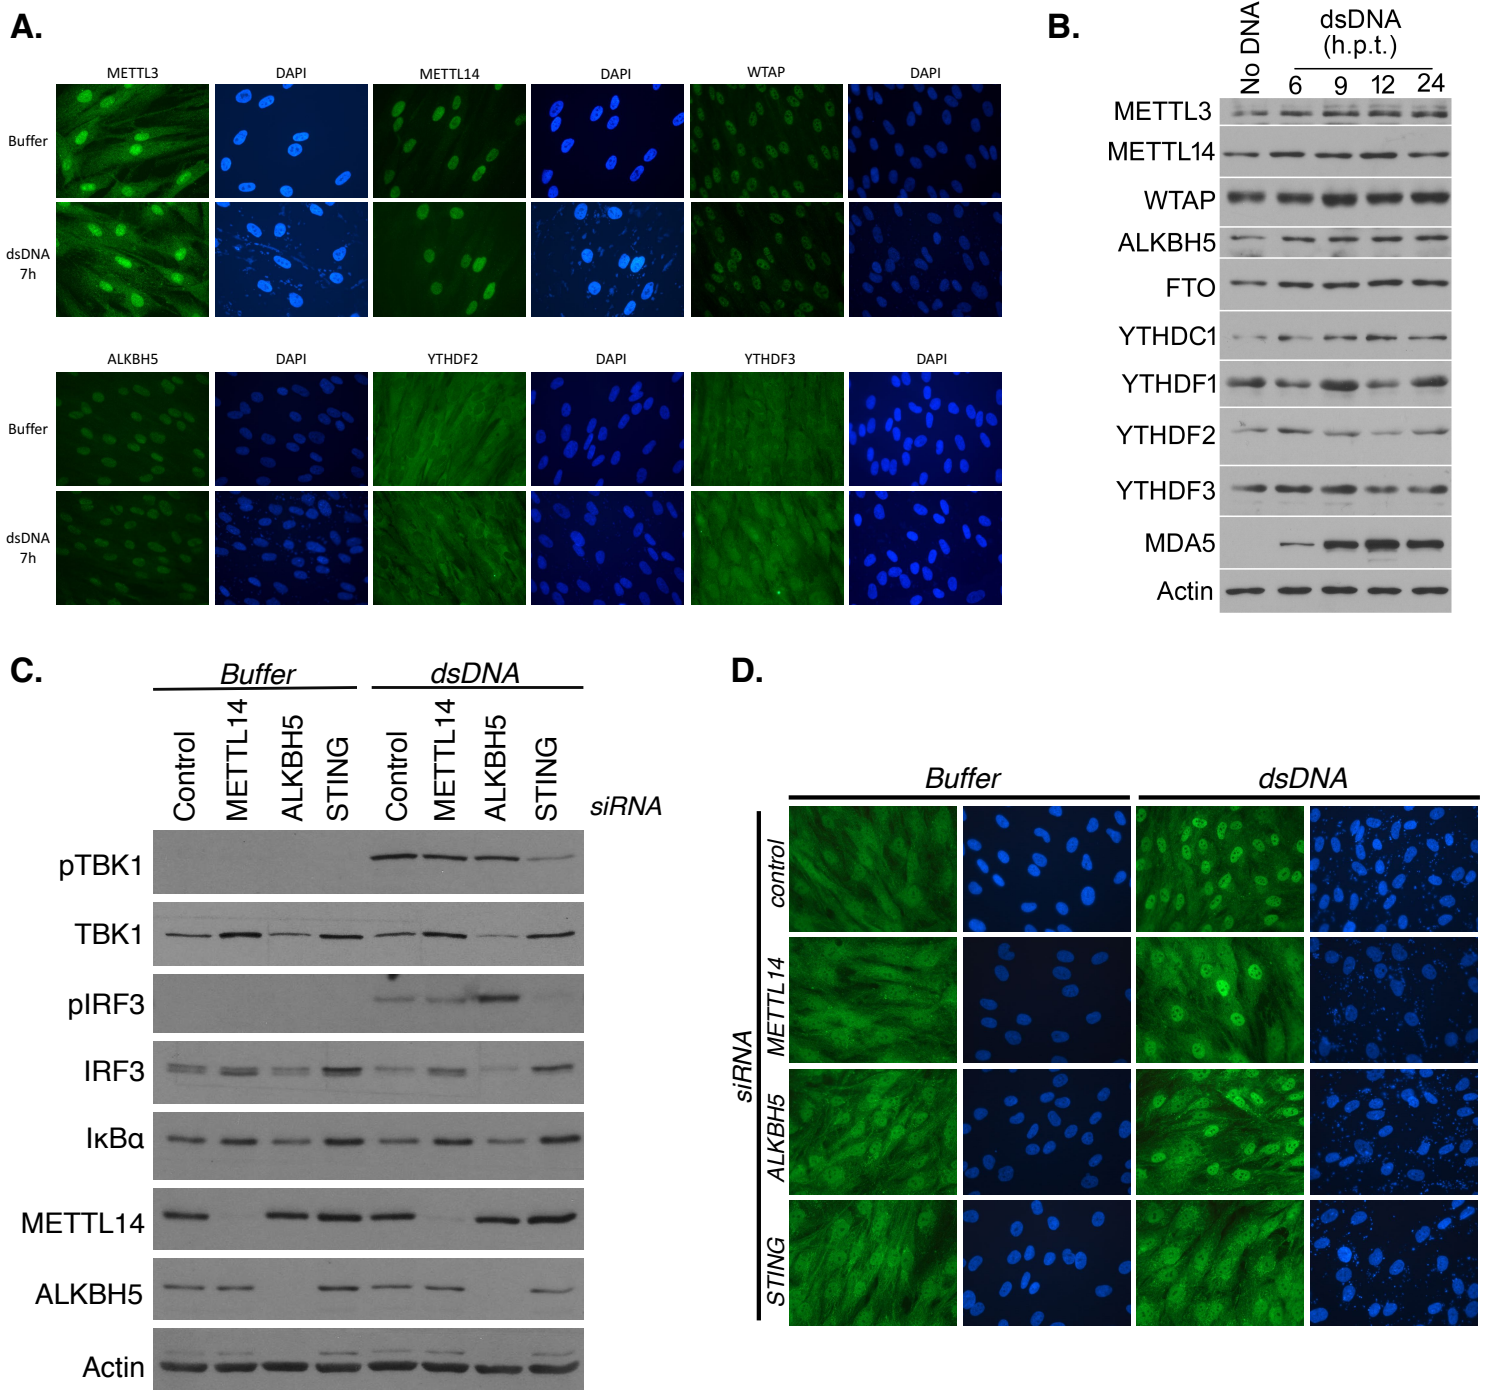 A.
METTL3 DAPI METTL14 DAPI WTAP DAPI
Buffer
dsDNA
7h
ALKBH5 DAPI YTHDF2 DAPI YTHDF3 DAPI
Buffer
dsDNA
7h
B.
No DNA
dsDNA
(h.p.t.)
6 9 12 24
METTL3
METTL14
WTAP
ALKBH5
FTO
YTHDC1
YTHDF1
YTHDF2
YTHDF3
MDA5
Actin
C.
Buffer dsDNA
Control METTL14 ALKBH5 STING Control METTL14 ALKBH5 STING siRNA
pTBK1
TBK1
pIRF3
IRF3
IκBα
METTL14
ALKBH5
Actin
D.
Buffer dsDNA
siRNA
control
METTL14
ALKBH5
STING